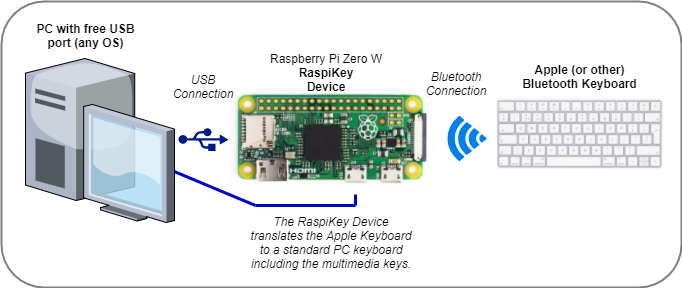 PC with free USB
port (any OS)
USB
Connection
Raspberry Pi Zero W
RaspiKey
Device
Bluetooth
Connection
Apple (or other)
Bluetooth Keyboard
HDMI
The RaspiKey Device
translates the Apple Keyboard
to a standard PC keyboard
including the multimedia keys.